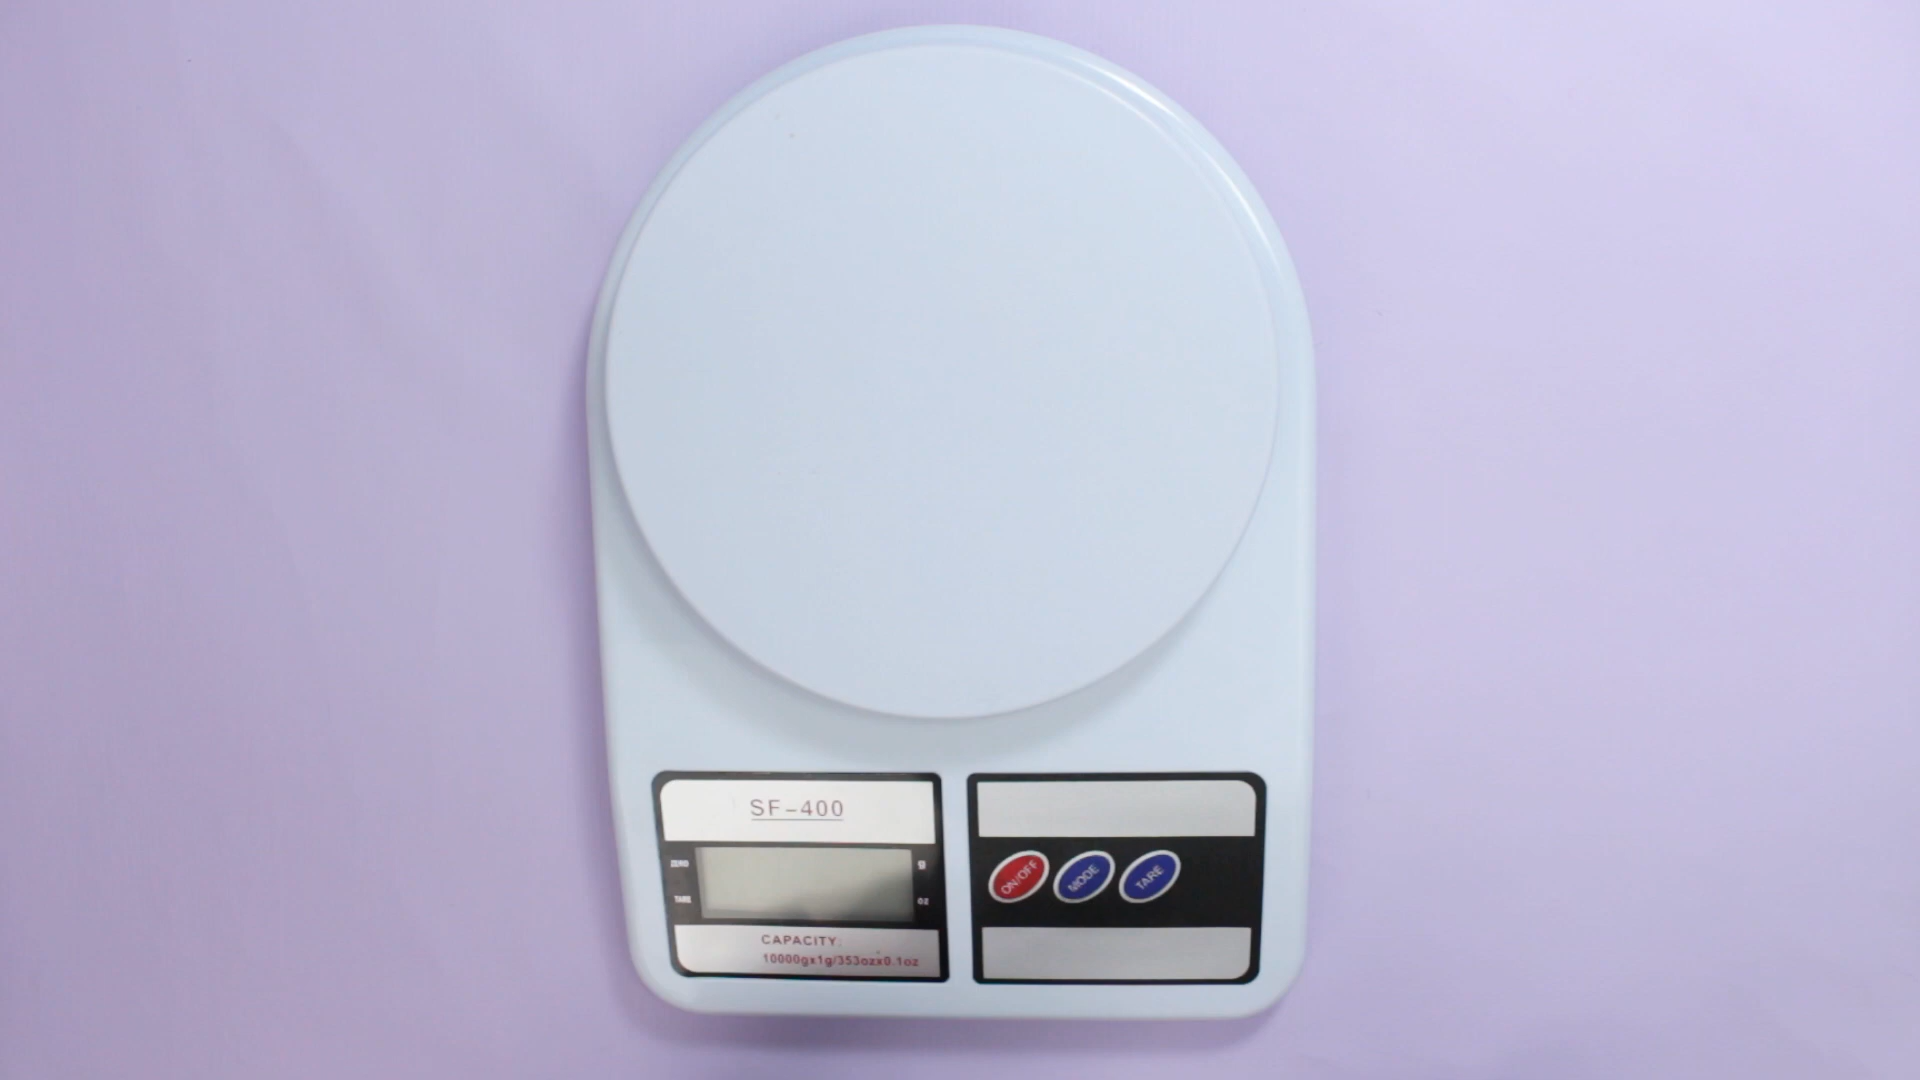 SF-400
ZERO
g
TARE
oz
CAPACITY:
10000gx1g/353ozx0.1oz
ON/OFF
MODE
TARE